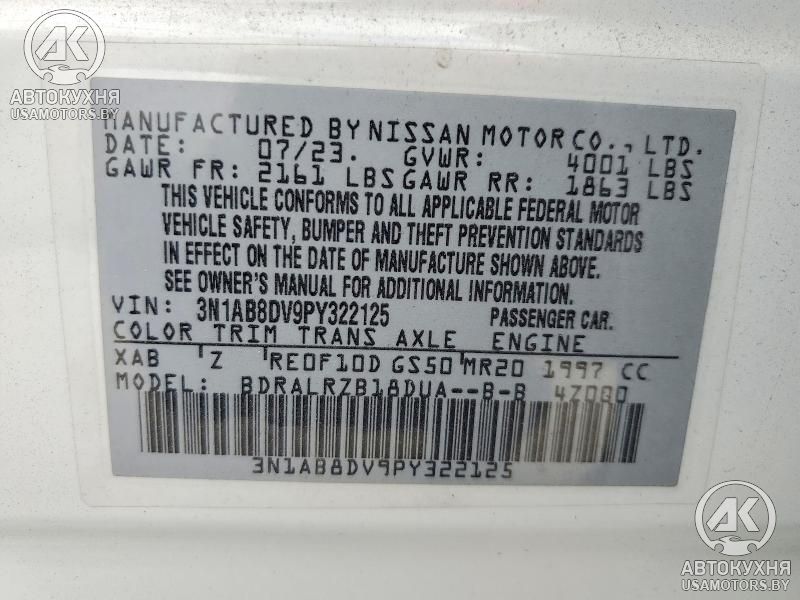 AK
АВТОКУХНЯ
USAMOTORS.BY
MANUFACTURED BY NISSAN MOTOR CO., LTD.
DATE: 07/23. GVWR: 4001 LBS
GAWR FR: 2161 LBS GAWR RR: 1863 LBS
THIS VEHICLE CONFORMS TO ALL APPLICABLE FEDERAL MOTOR
VEHICLE SAFETY, BUMPER AND THEFT PREVENTION STANDARDS
IN EFFECT ON THE DATE OF MANUFACTURE SHOWN ABOVE.
SEE OWNER'S MANUAL FOR ADDITIONAL INFORMATION.
VIN: 3N1AB8DV9PY322125 PASSENGER CAR.
COLOR TRIM TRANS AXLE ENGINE
XAB Z RE0F10D GS50 MR20 1997 CC
MODEL: BDRALRZB18DUA--B-B 4Z0B0
3N1AB8DV9PY322125
AK
АВТОКУХНЯ
USAMOTORS.BY